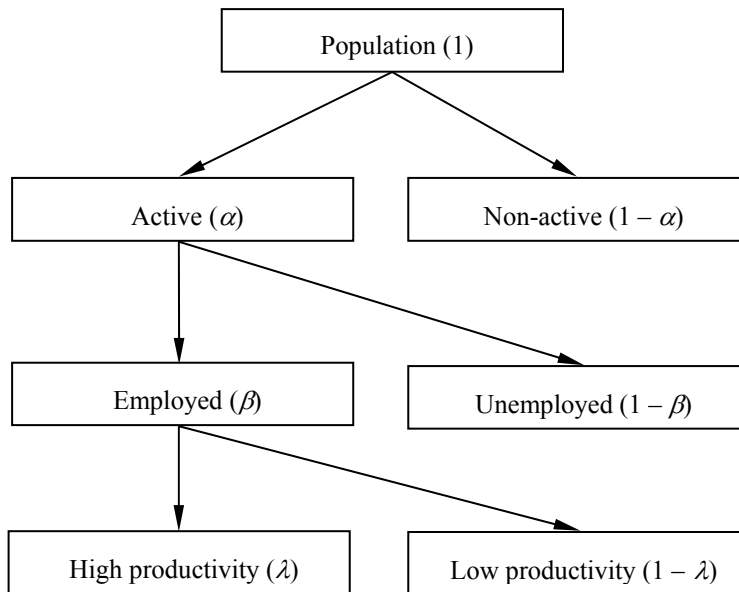 Population (1)
Active (α)
Non-active (1 – α)
Employed (β)
Unemployed (1 – β)
High productivity (λ)
Low productivity (1 – λ)